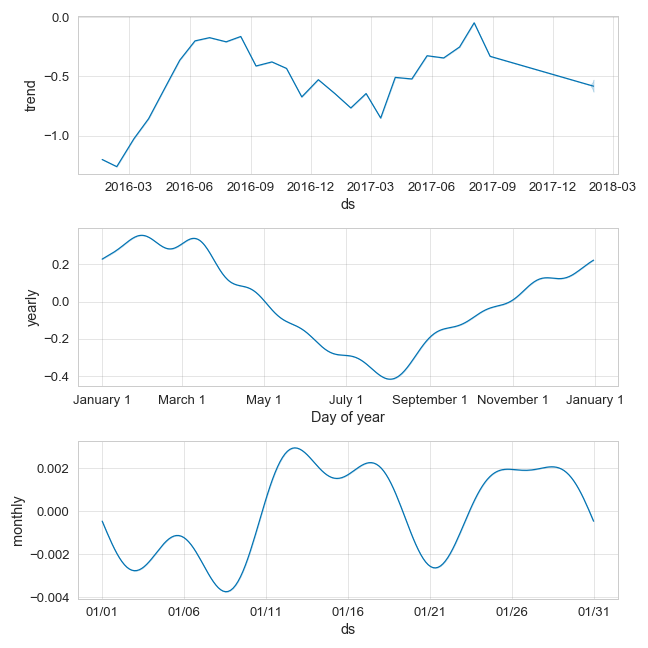 0.0
−0.5
−1.0
trend
2016-03 2016-06 2016-09 2016-12 2017-03 2017-06 2017-09 2017-12 2018-03
ds
0.2
0.0
−0.2
−0.4
yearly
January 1 March 1 May 1 July 1 September 1 November 1 January 1
Day of year
0.002
0.000
−0.002
−0.004
monthly
01/01 01/06 01/11 01/16 01/21 01/26 01/31
ds